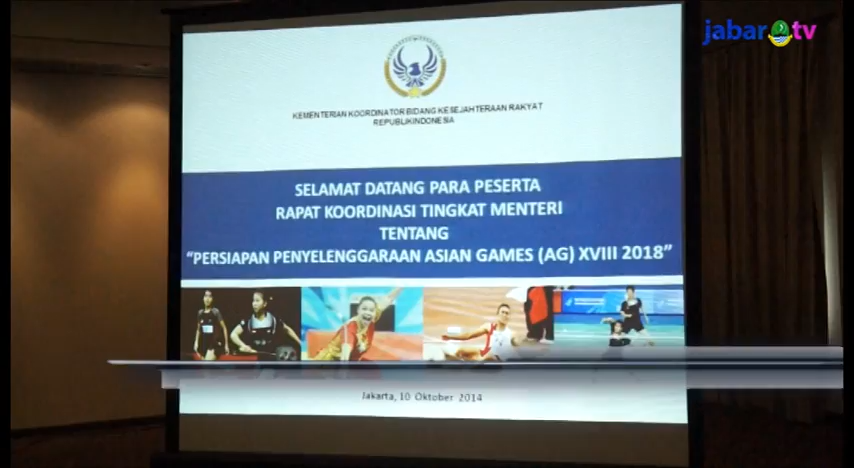 jabar tv
KEMENTERIAN KOORDINATOR BIDANG KESEJAHTERAAN RAKYAT
REPUBLIK INDONESIA
SELAMAT DATANG PARA PESERTA
RAPAT KOORDINASI TINGKAT MENTERI
TENTANG
"PERSIAPAN PENYELENGGARAAN ASIAN GAMES (AG) XVIII 2018"
Jakarta, 10 Oktober 2014